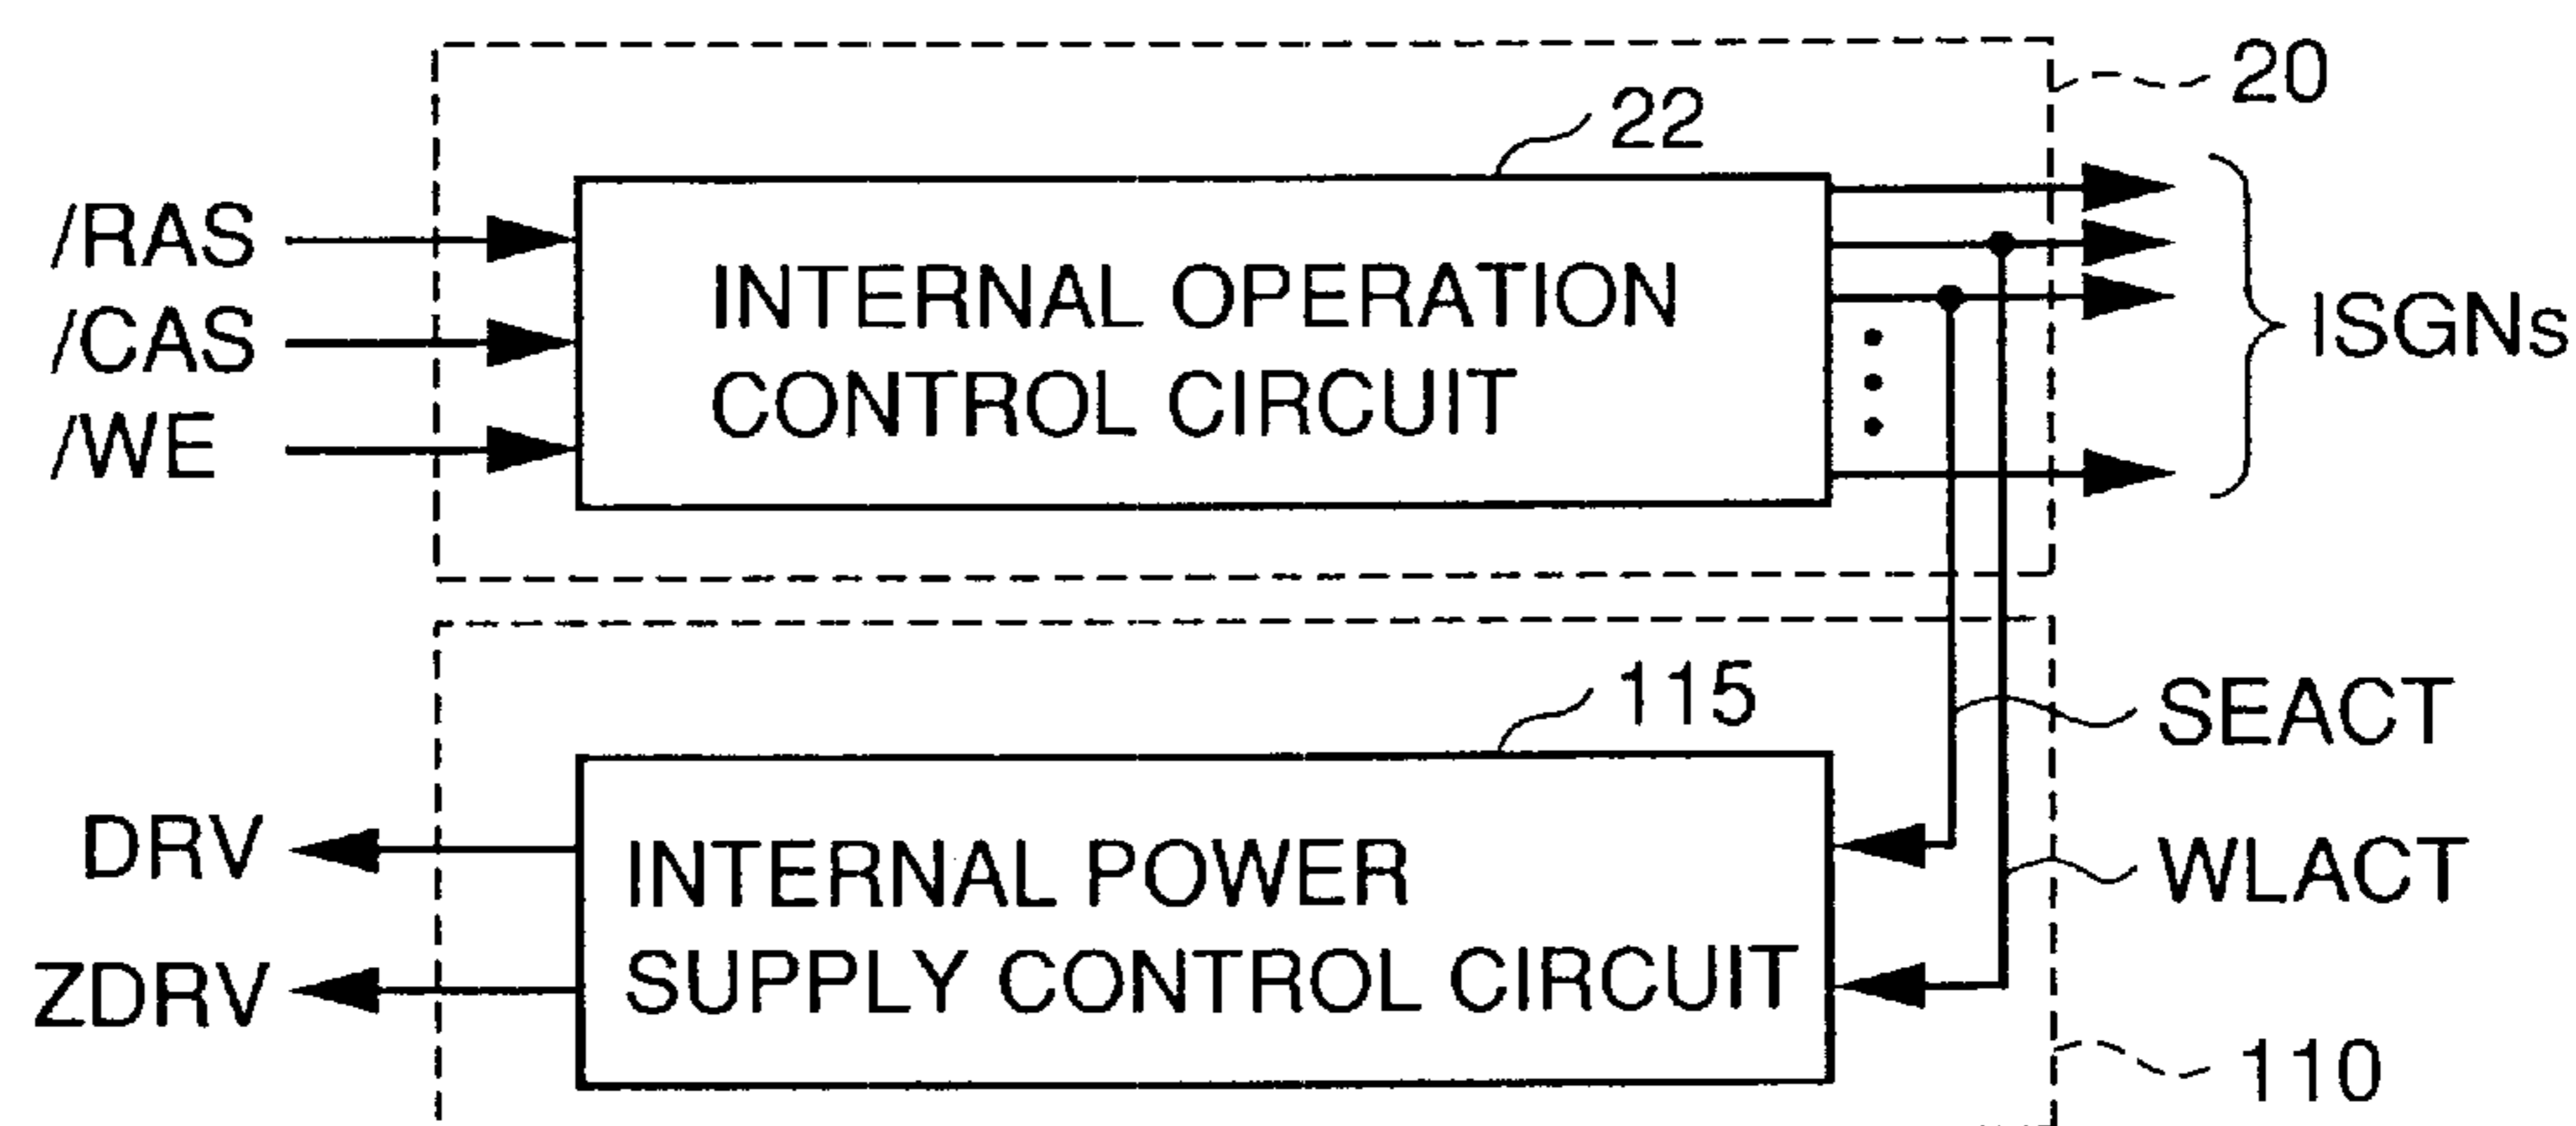 20
22
/RAS
/CAS
/WE
INTERNAL OPERATION
CONTROL CIRCUIT
ISGNs
115
SEACT
WLACT
DRV
ZDRV
INTERNAL POWER
SUPPLY CONTROL CIRCUIT
110